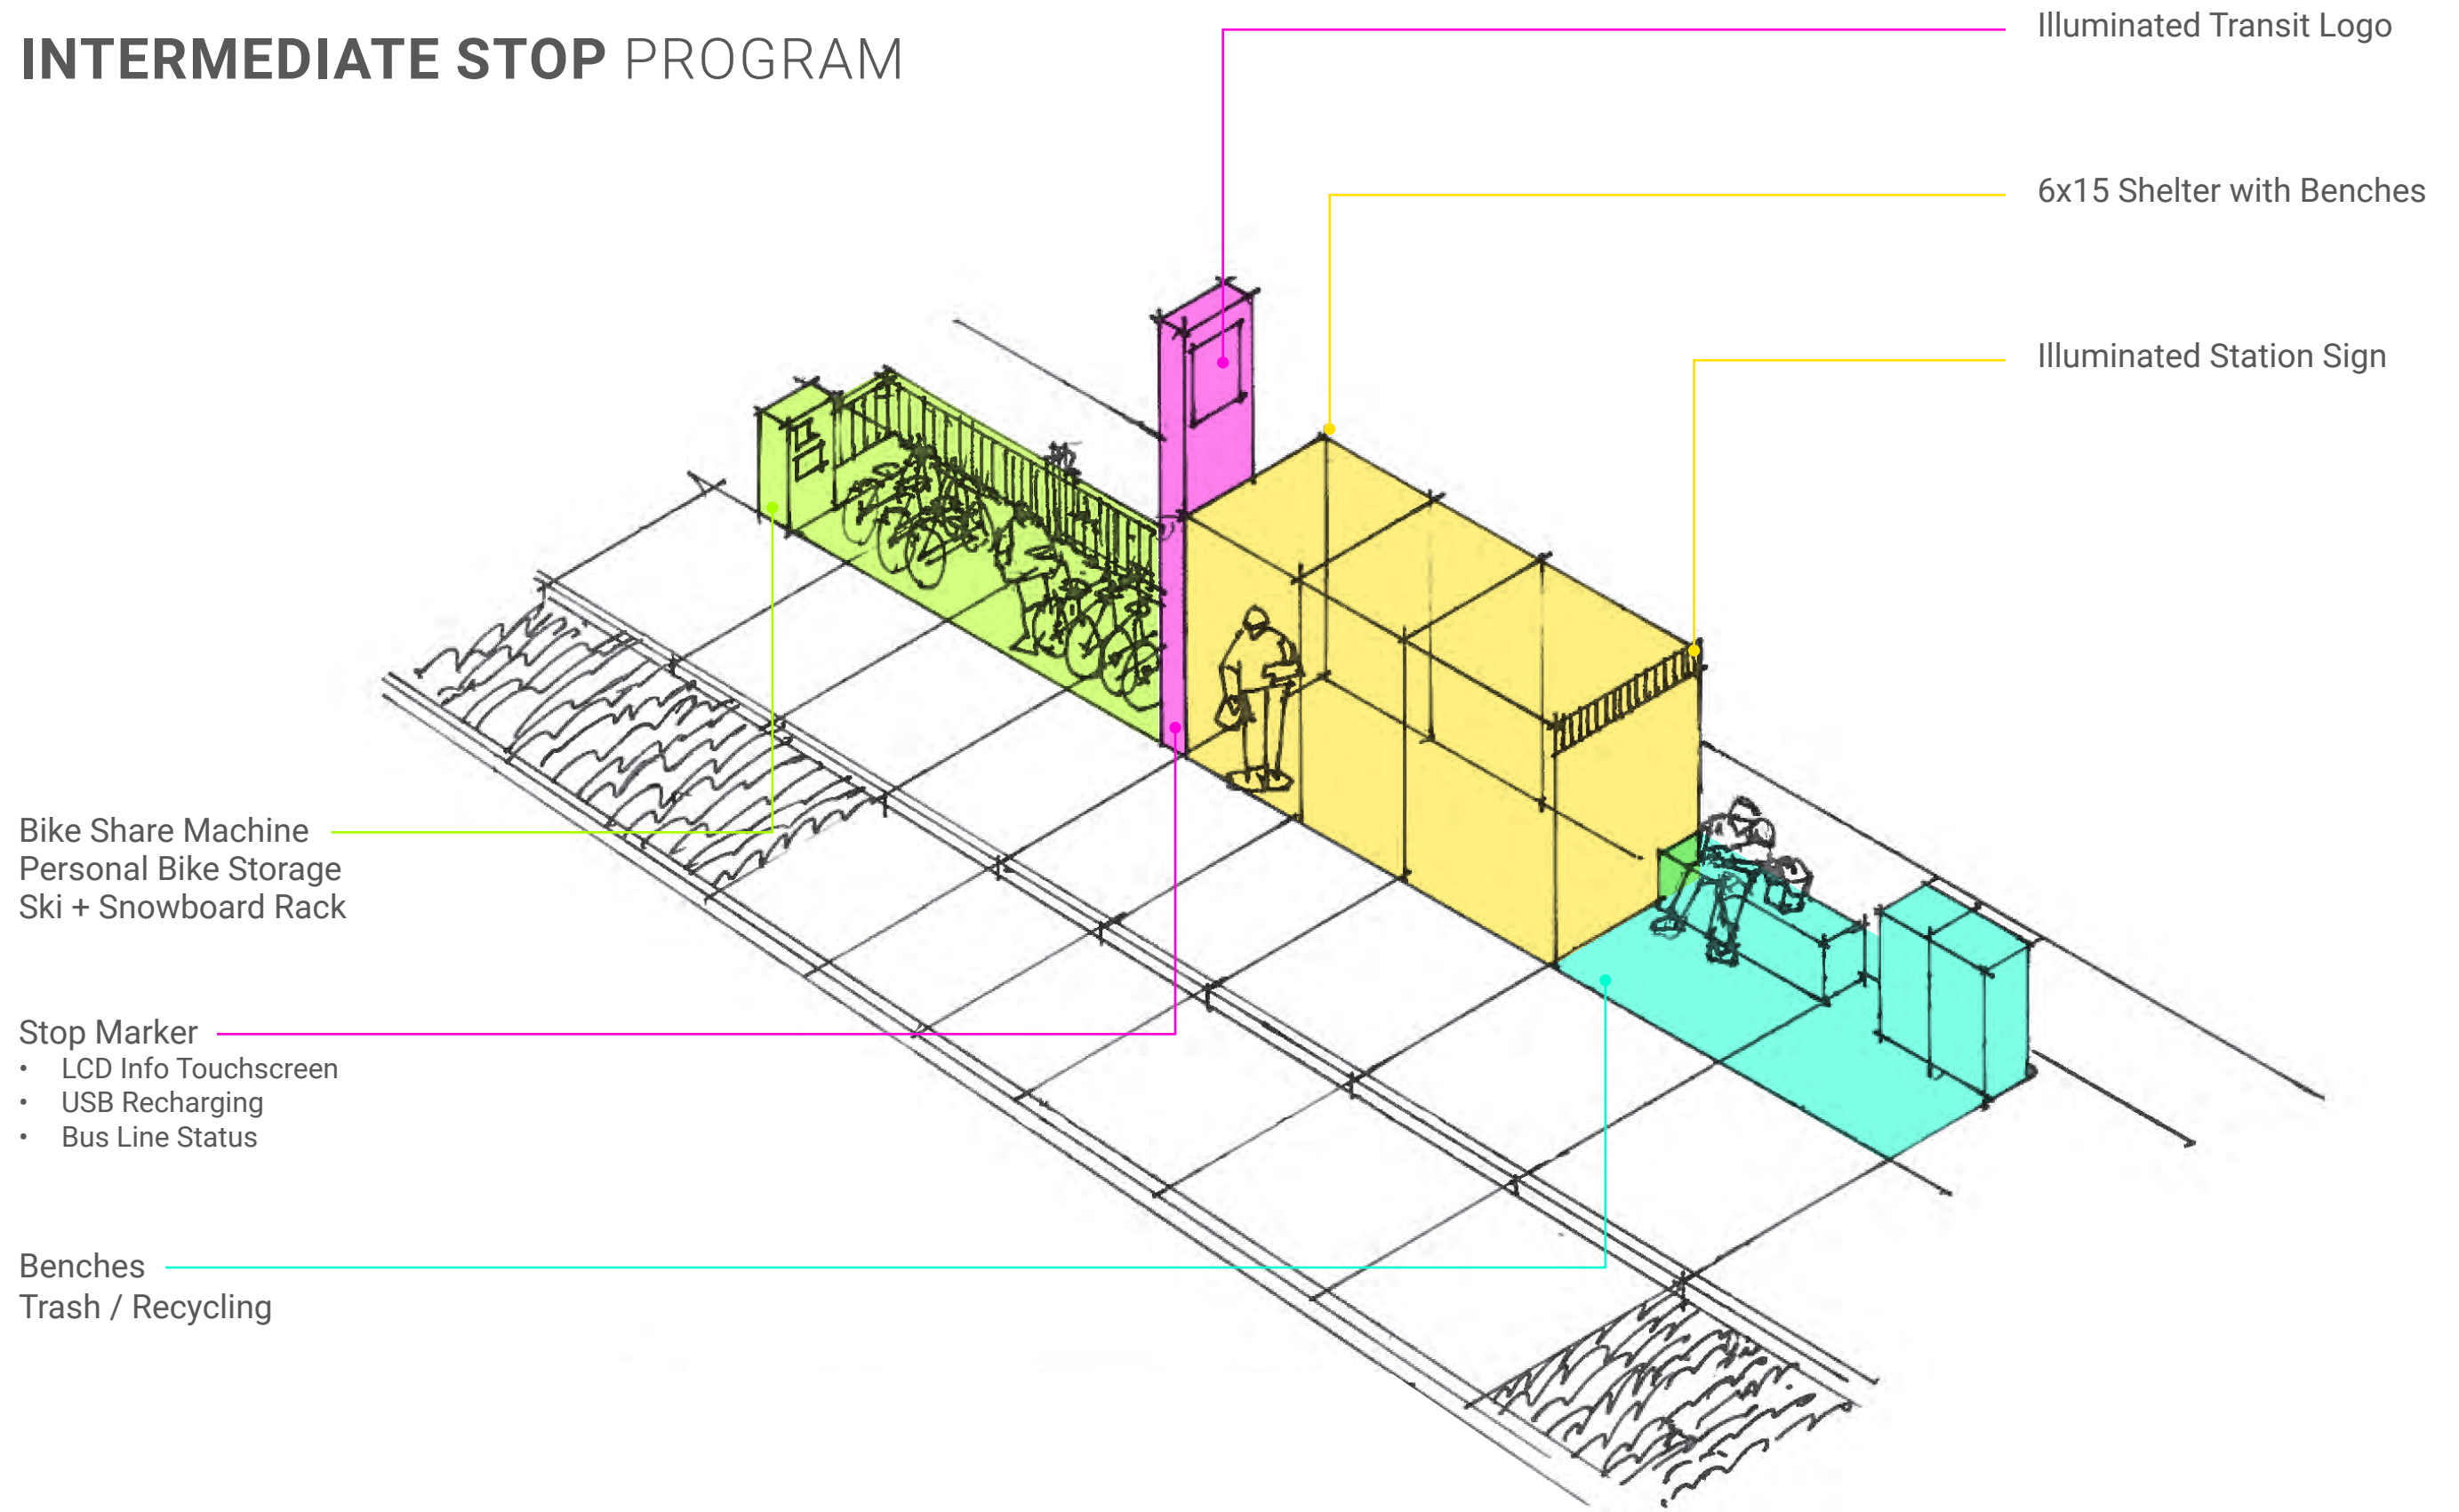 INTERMEDIATE STOP PROGRAM
Illuminated Transit Logo
6x15 Shelter with Benches
Illuminated Station Sign
Bike Share Machine
Personal Bike Storage
Ski + Snowboard Rack
Stop Marker
• LCD Info Touchscreen
• USB Recharging
• Bus Line Status
Benches
Trash / Recycling